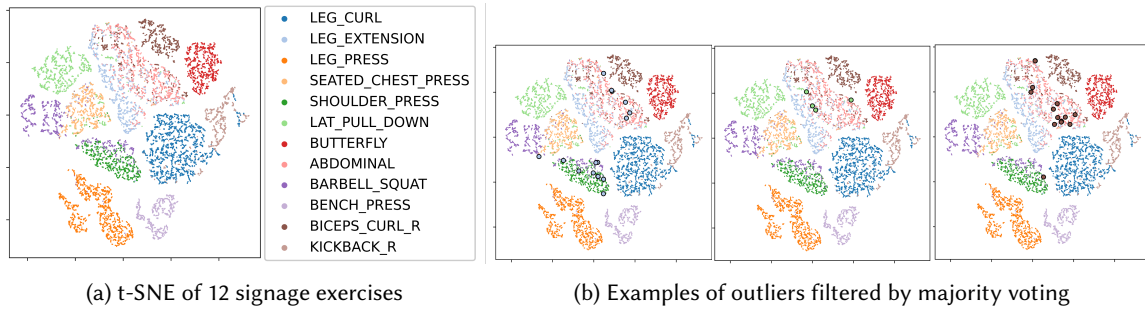 LEG_CURL
LEG_EXTENSION
LEG_PRESS
SEATED_CHEST_PRESS
SHOULDER_PRESS
LAT_PULL_DOWN
BUTTERFLY
ABDOMINAL
BARBELL_SQUAT
BENCH_PRESS
BICEPS_CURL_R
KICKBACK_R
(a) t-SNE of 12 signage exercises
(b) Examples of outliers filtered by majority voting